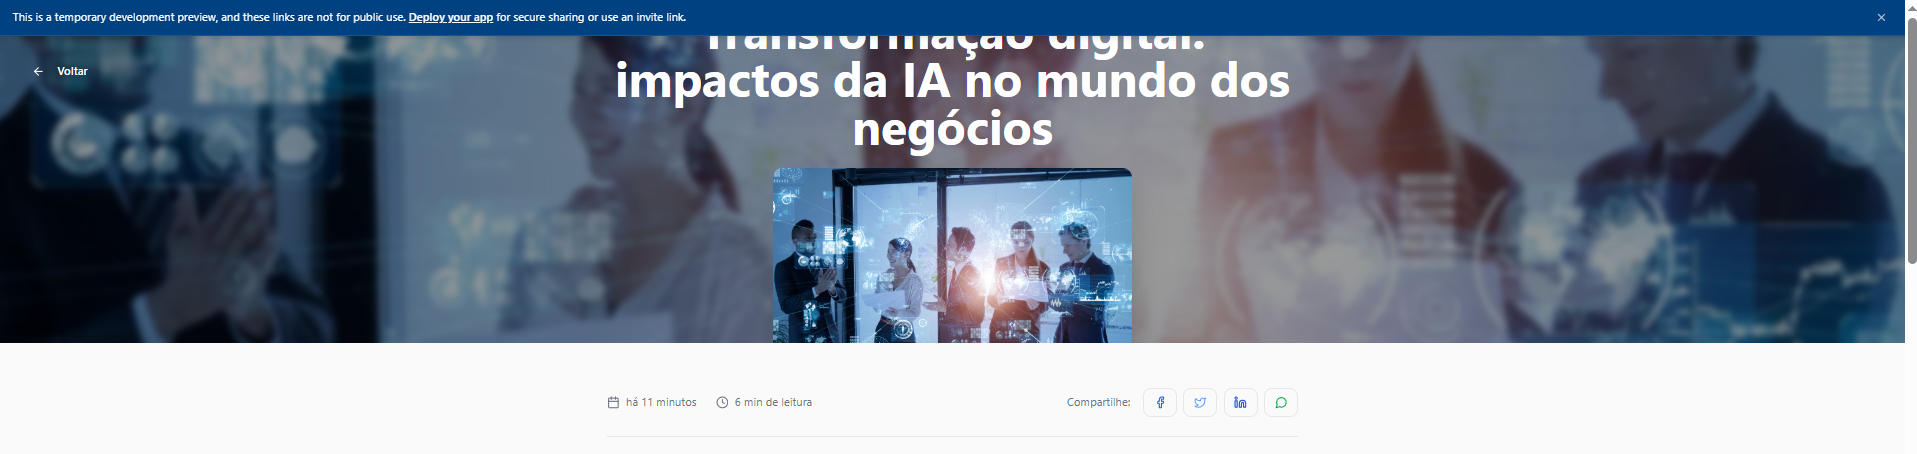 This is a temporary development preview, and these links are not for public use. Deploy your app for secure sharing or use an invite link.
Transformação digital:
Voltar
impactos da IA no mundo dos
negócios
há 11 minutos
6 min de leitura
Compartilhe: